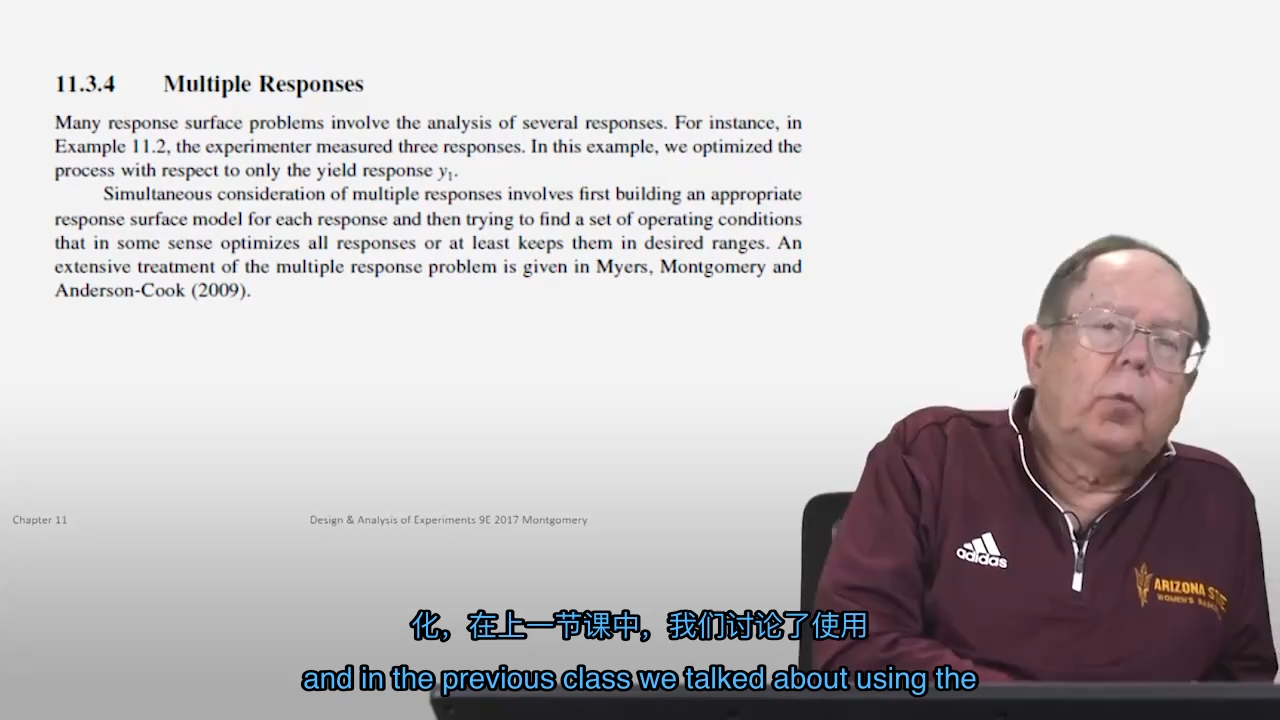 11.3.4 Multiple Responses
Many response surface problems involve the analysis of several responses. For instance, in
Example 11.2, the experimenter measured three responses. In this example, we optimized the
process with respect to only the yield response y₁.
Simultaneous consideration of multiple responses involves first building an appropriate
response surface model for each response and then trying to find a set of operating conditions
that in some sense optimizes all responses or at least keeps them in desired ranges. An
extensive treatment of the multiple response problem is given in Myers, Montgomery and
Anderson-Cook (2009).
Chapter 11
Design & Analysis of Experiments 9E 2017 Montgomery
adidas
ARIZONA
WOMEN'S
化，在上一节课中，我们讨论了使用
and in the previous class we talked about using the